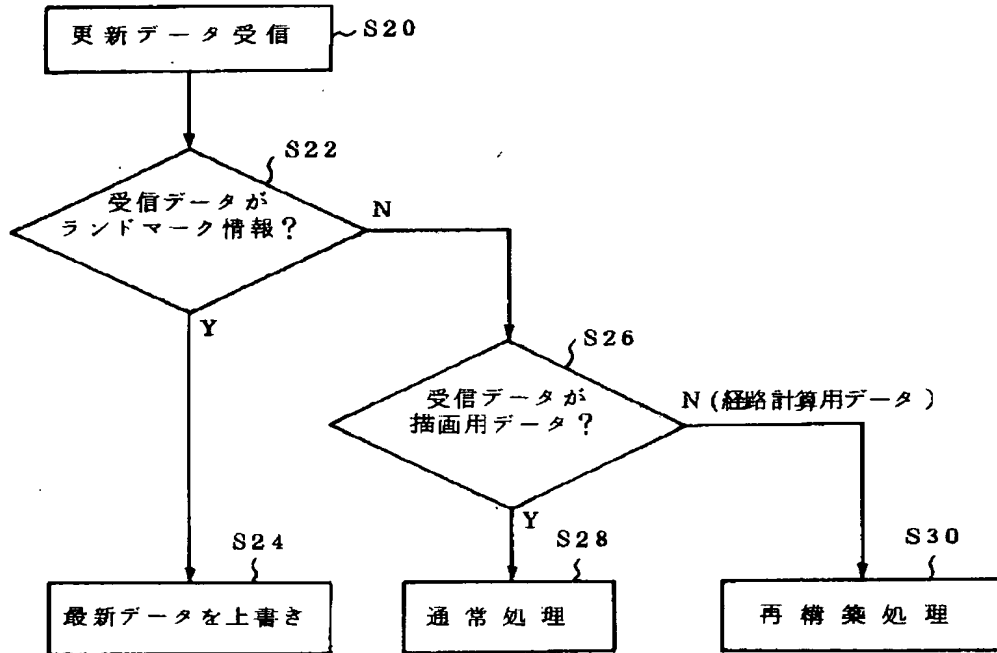 更新データ受信
S20
S22
受信データが
ランドマーク情報？
N
Y
S26
受信データが
描画用データ？
N（経路計算用データ）
Y
S24
最新データを上書き
S28
通常処理
S30
再構築処理